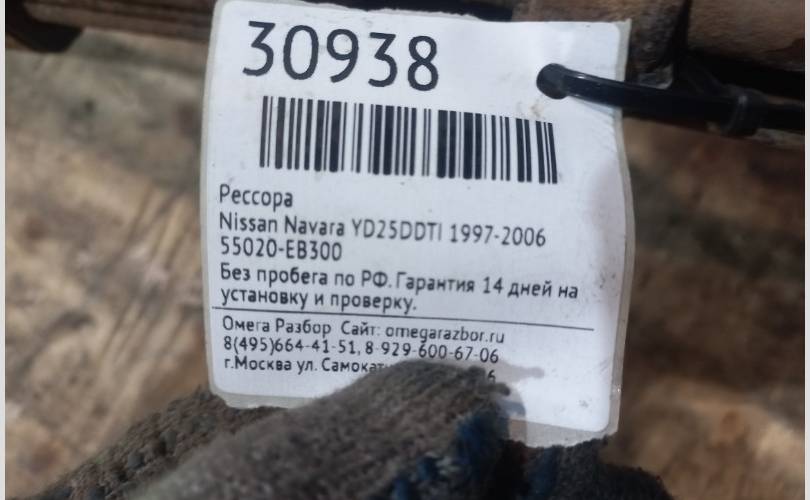 30938
Рессора
Nissan Navara YD25DDTI 1997-2006
55020-EB300
Без пробега по РФ. Гарантия 14 дней на
установку и проверку.
Омега Разбор Сайт: omegarazbor.ru
8(495)664-41-51, 8-929-600-67-06
г.Москва ул.